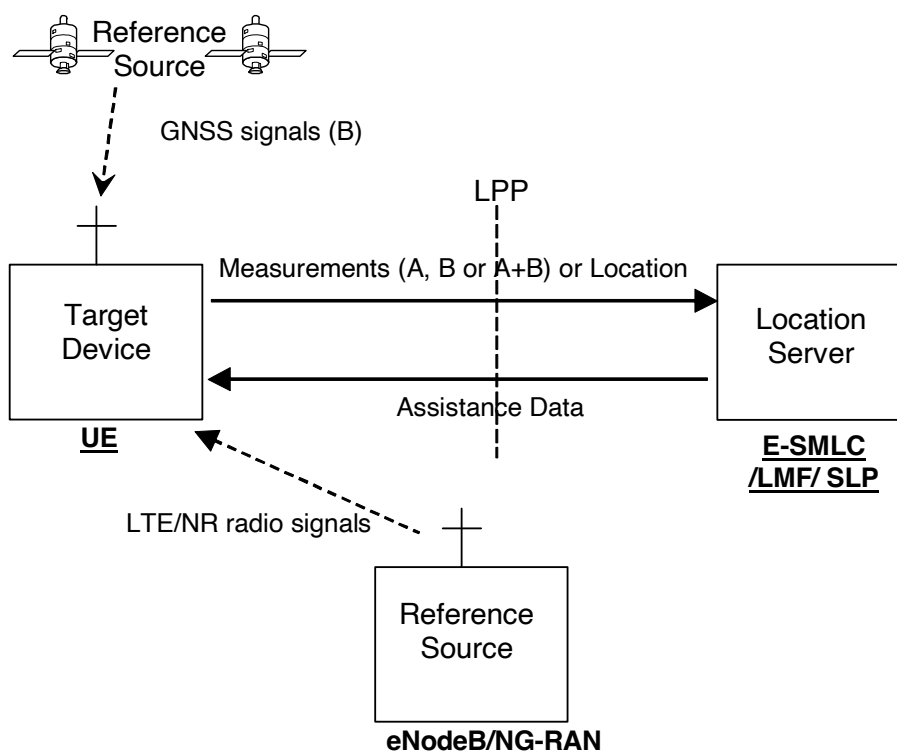 Reference
Source
GNSS signals (B)
LPP
Measurements (A, B or A+B) or Location
Target
Device
Location
Server
Assistance Data
UE
E-SMLC
/LMF/ SLP
LTE/NR radio signals
Reference
Source
eNodeB/NG-RAN